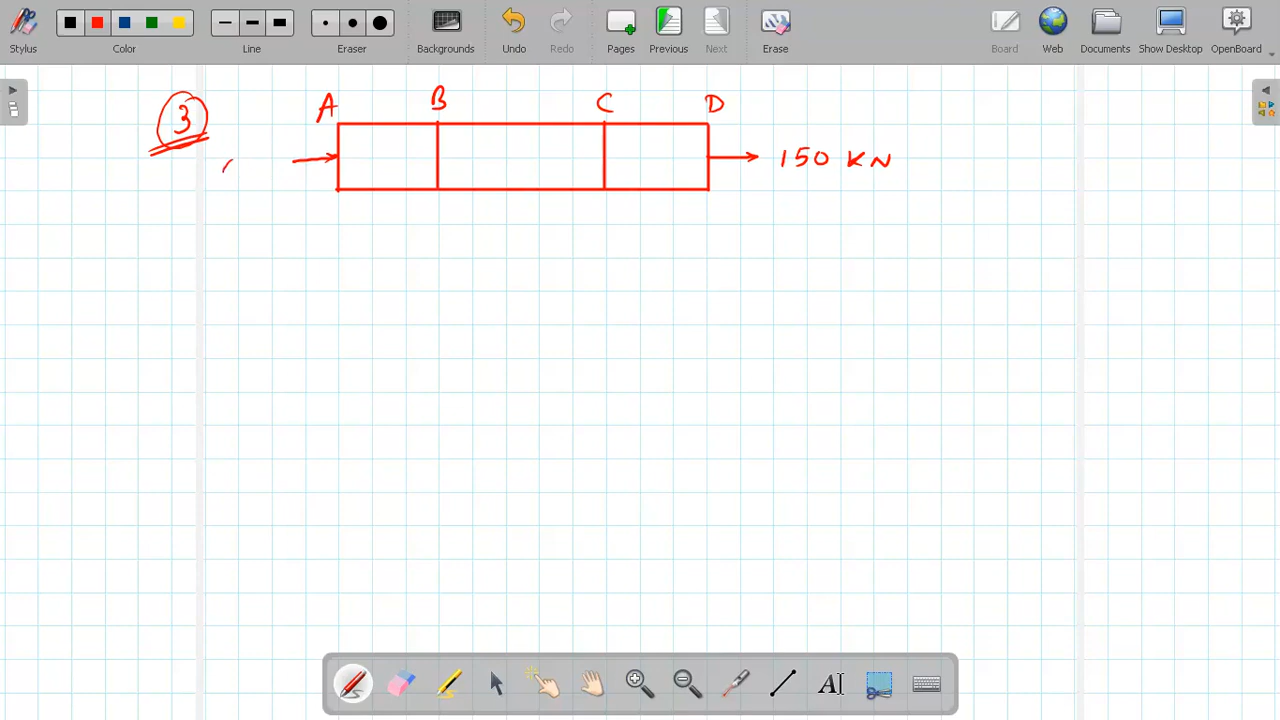 Stylus
Color
Line
Eraser
Backgrounds
Undo
Redo
Pages
Previous
Next
Erase
Board
Web
Documents
Show Desktop
OpenBoard
3
A B C D
150 KN